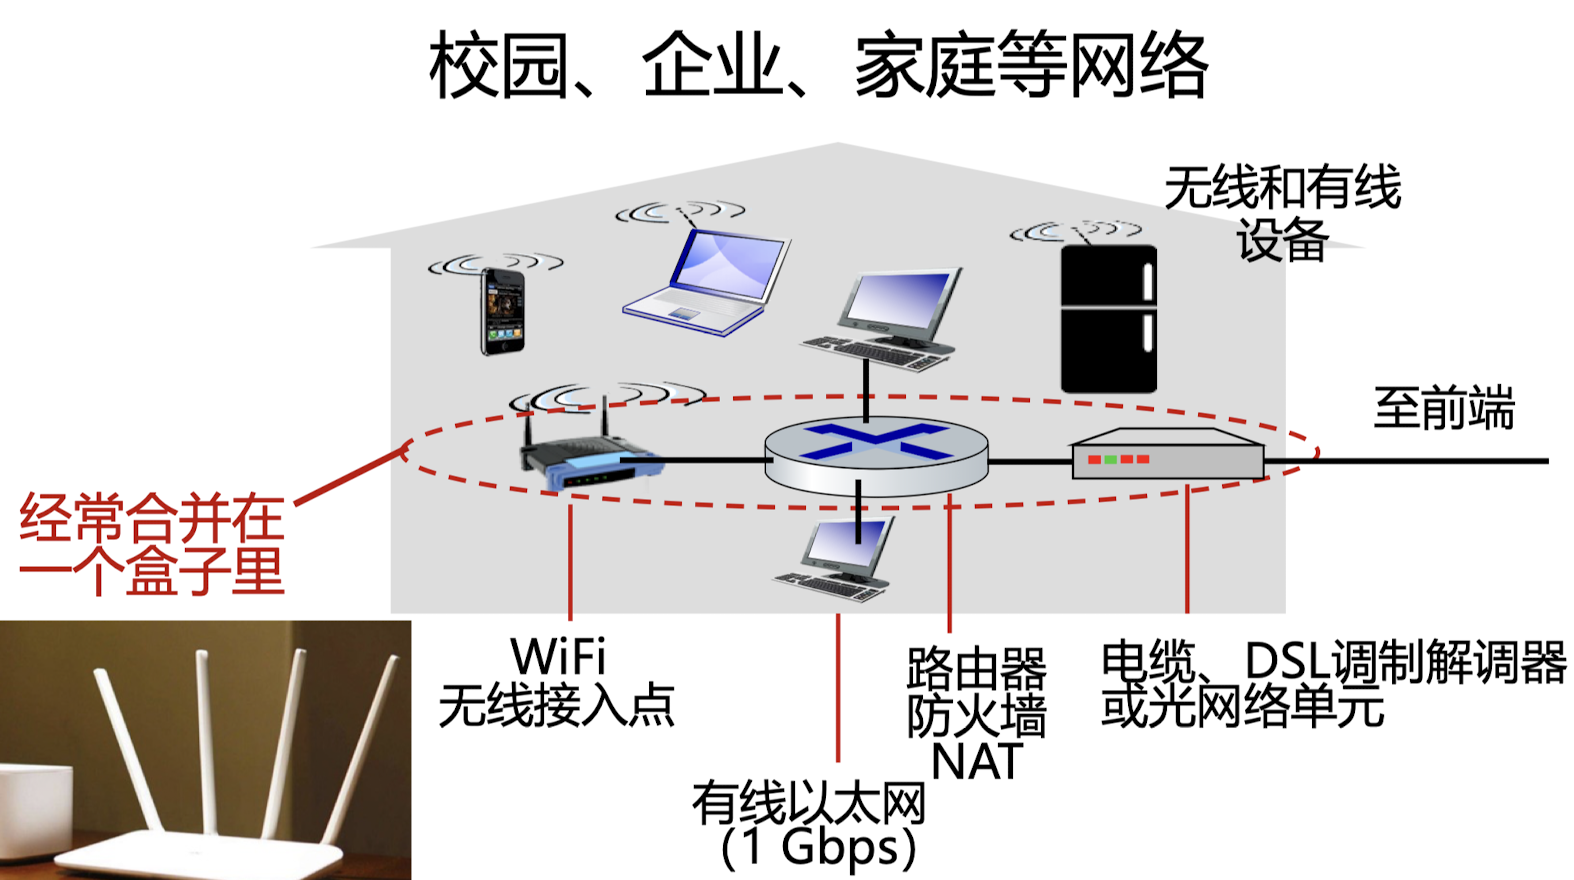 校园、企业、家庭等网络
无线和有线
设备
至前端
经常合并在
一个盒子里
WiFi
无线接入点
有线以太网
（1 Gbps）
路由器
防火墙
NAT
电缆、DSL调制解调器
或光网络单元